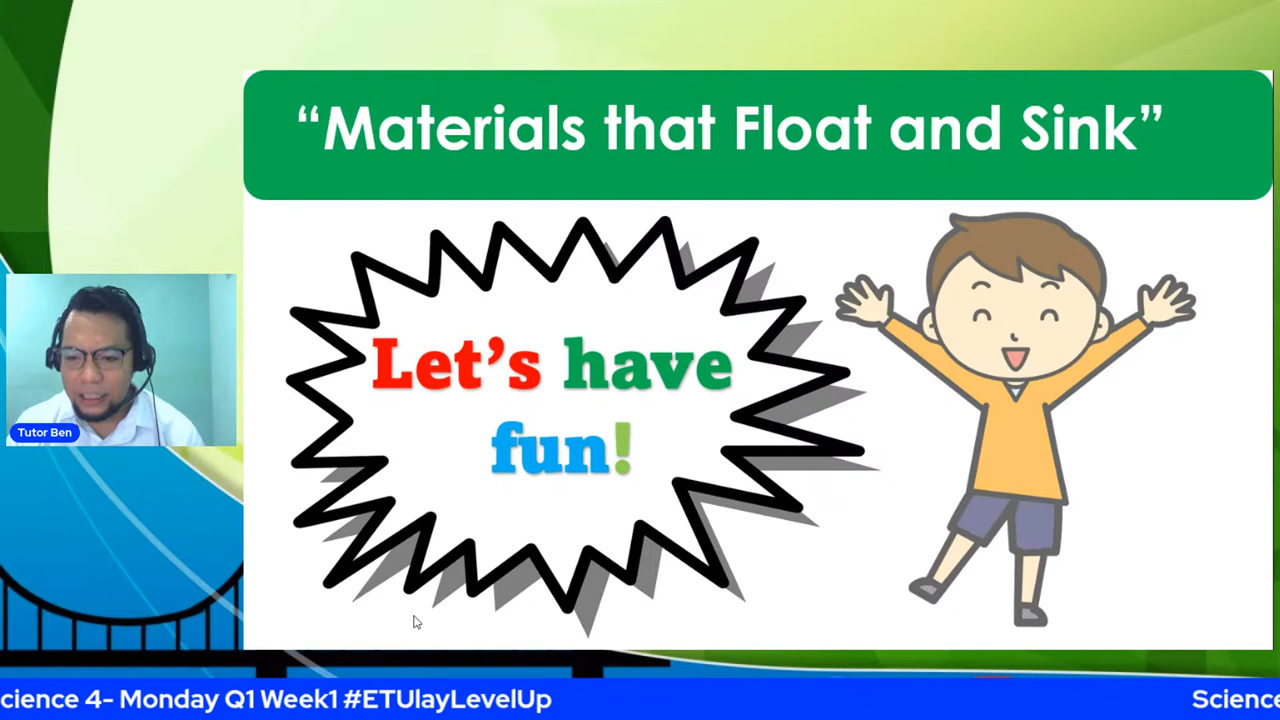 “Materials that Float and Sink”
Let’s have
fun!
Tutor Ben
cience 4- Monday Q1 Week1 #ETUlayLevelUp
Science